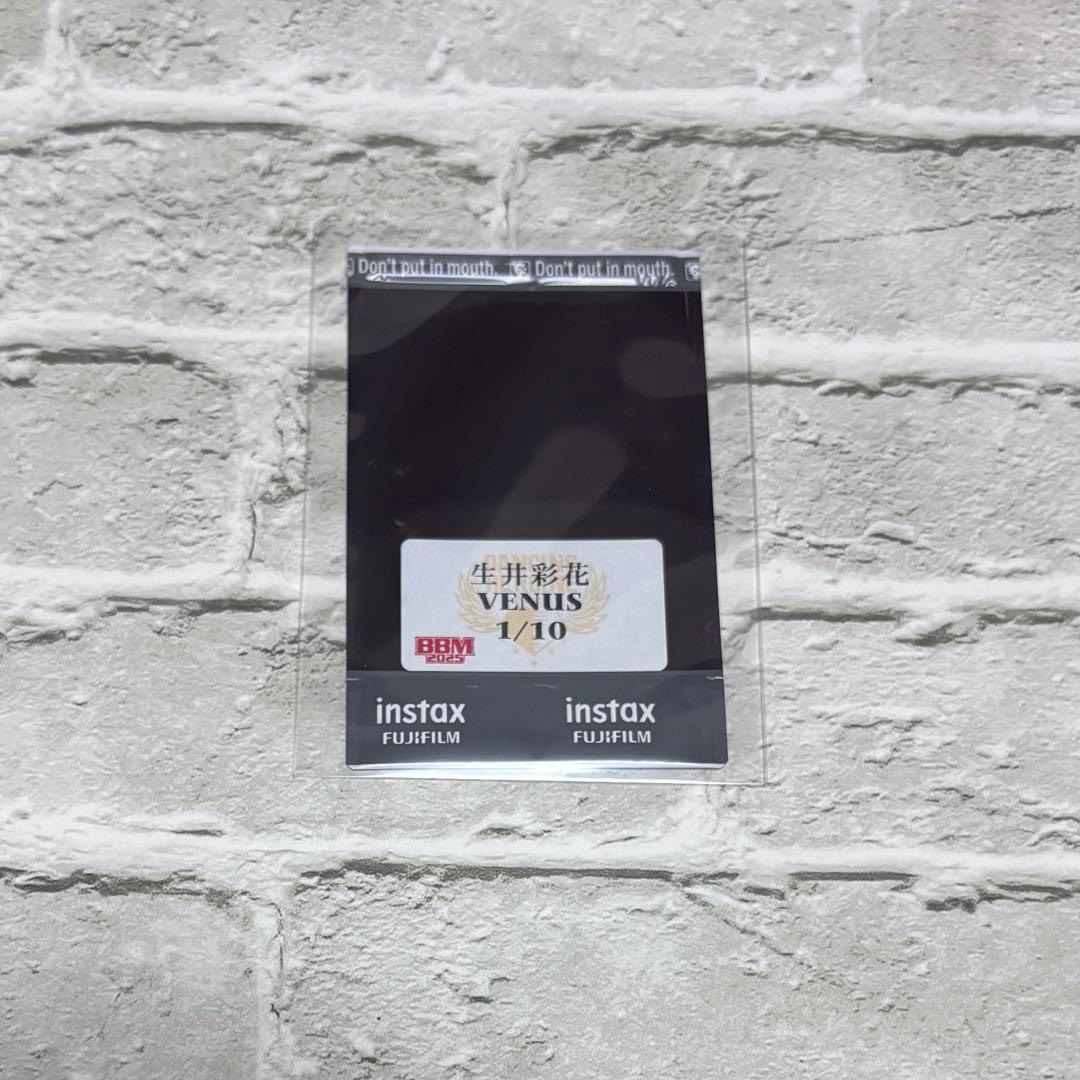 Don't put in mouth. Don't put in mouth.
DANCING
生井彩花
VENUS
1/10
BBM
2025
instax instax
FUJIFILM FUJIFILM